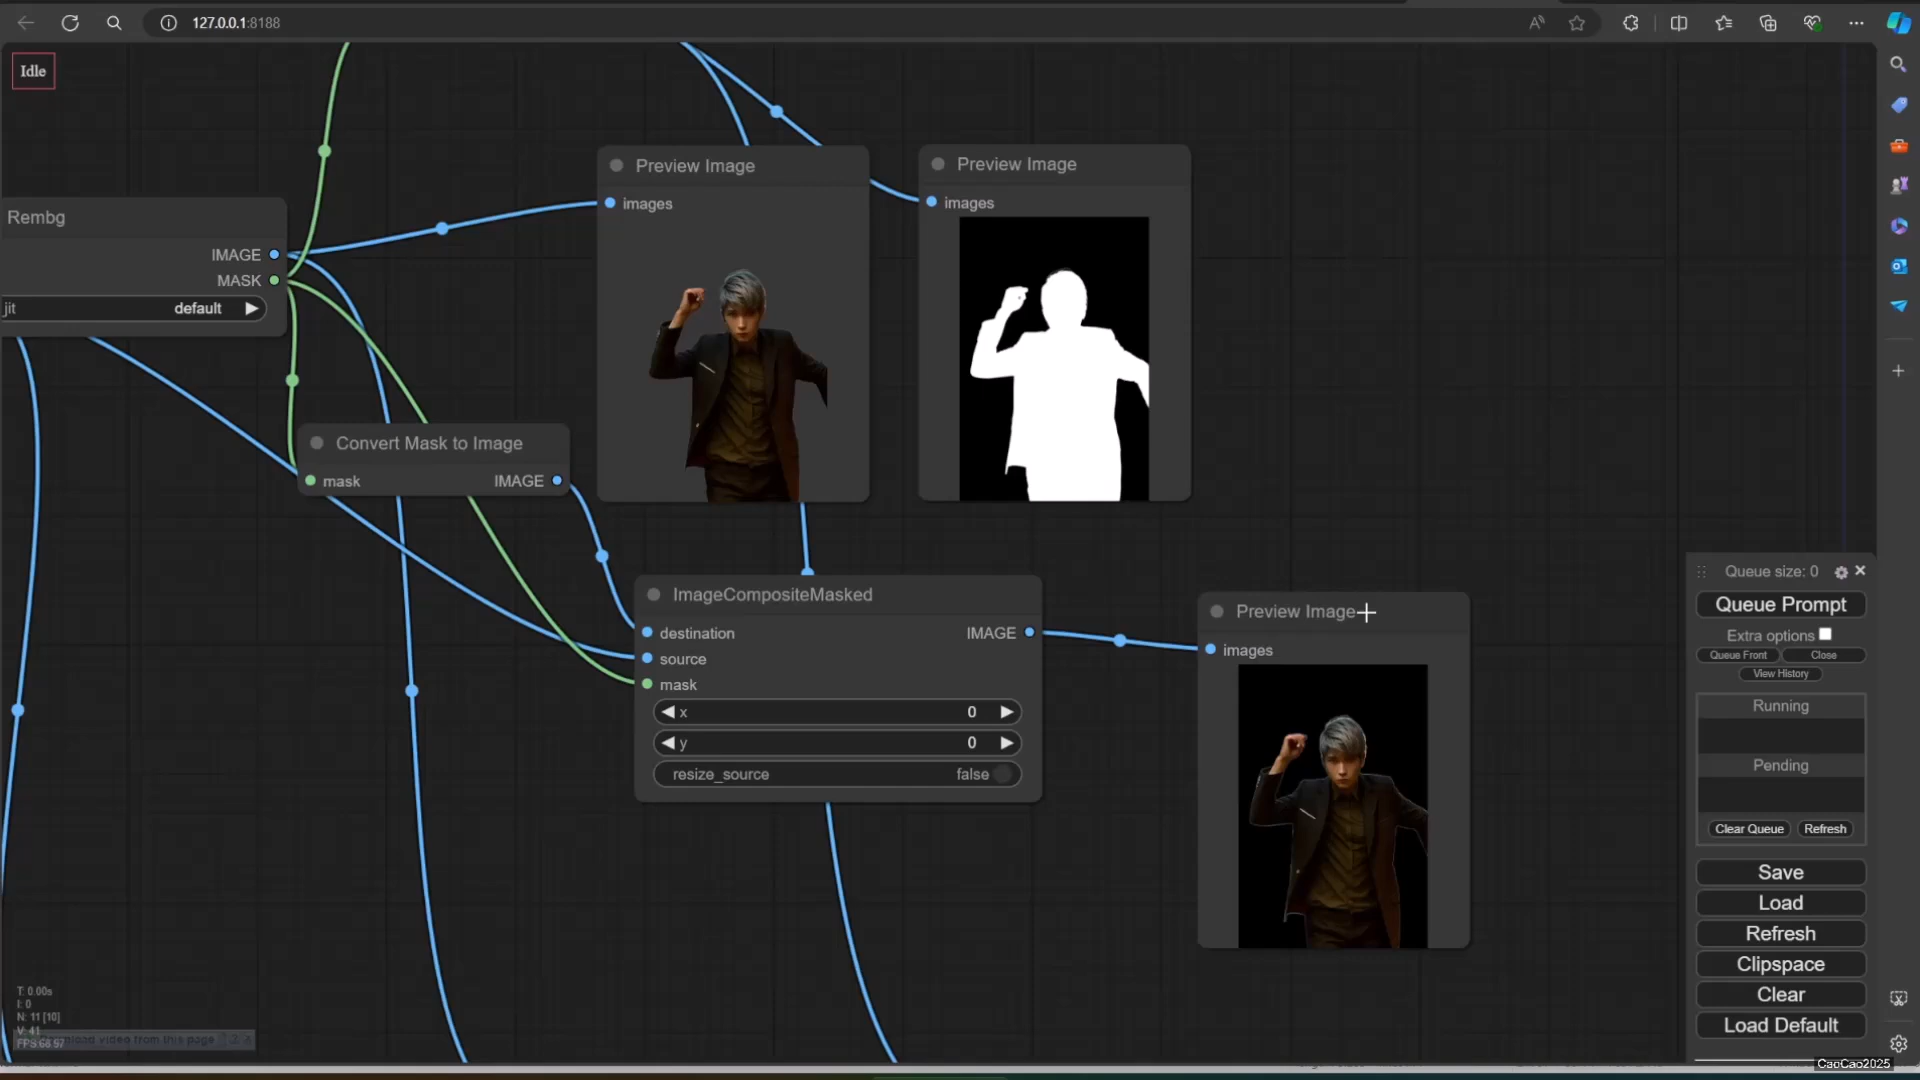 127.0.0.1:8188
Idle
Rembg
IMAGE
MASK
jit default
Preview Image
images
Preview Image
images
Convert Mask to Image
mask IMAGE
ImageCompositeMasked
destination IMAGE
source
mask
x 0
y 0
resize_source false
Preview Image
images
Queue size: 0
Queue Prompt
Extra options
Queue Front Close
View History
Running
Pending
Clear Queue Refresh
Save
Load
Refresh
Clipspace
Clear
Load Default
T: 0.00s
I: 0
N: 11 [10]
V: 41
CaoCao2025